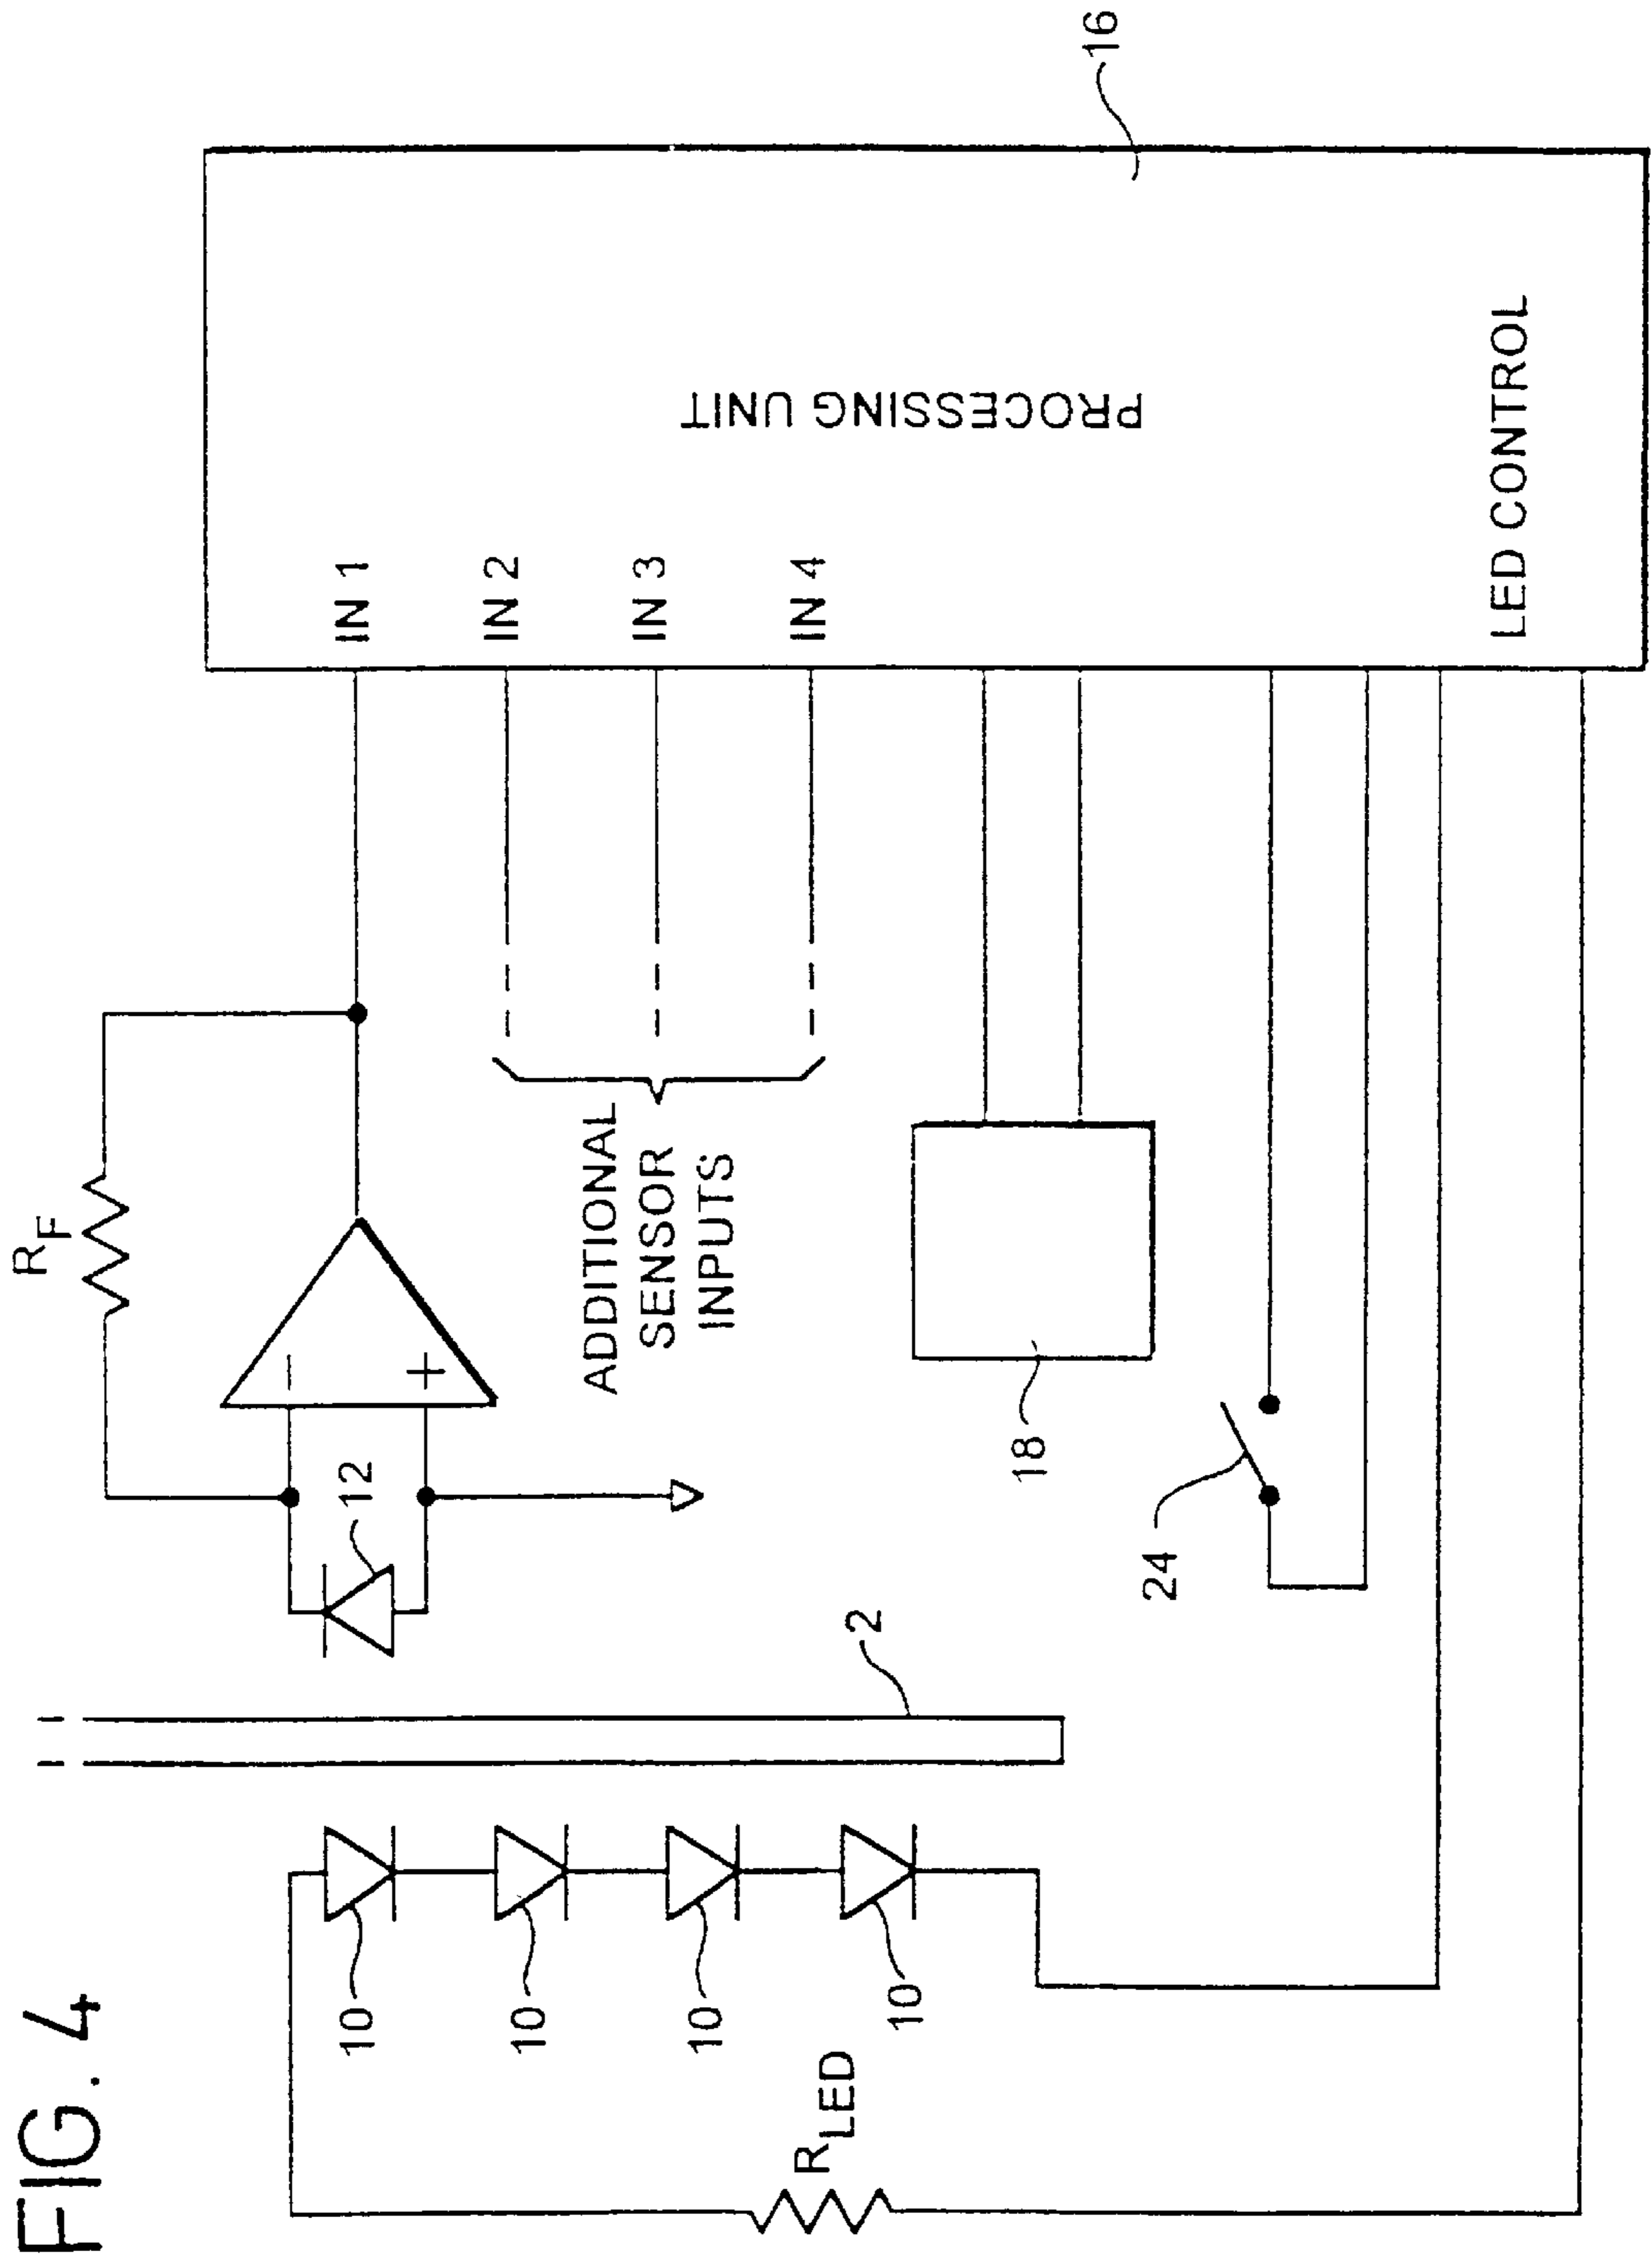 FIG. 4
R_F
IN 1
12
IN 2
IN 3
IN 4
ADDITIONAL
SENSOR
INPUTS
PROCESSING UNIT
16
2
18
24
10
10
10
10
R_LED
LED CONTROL